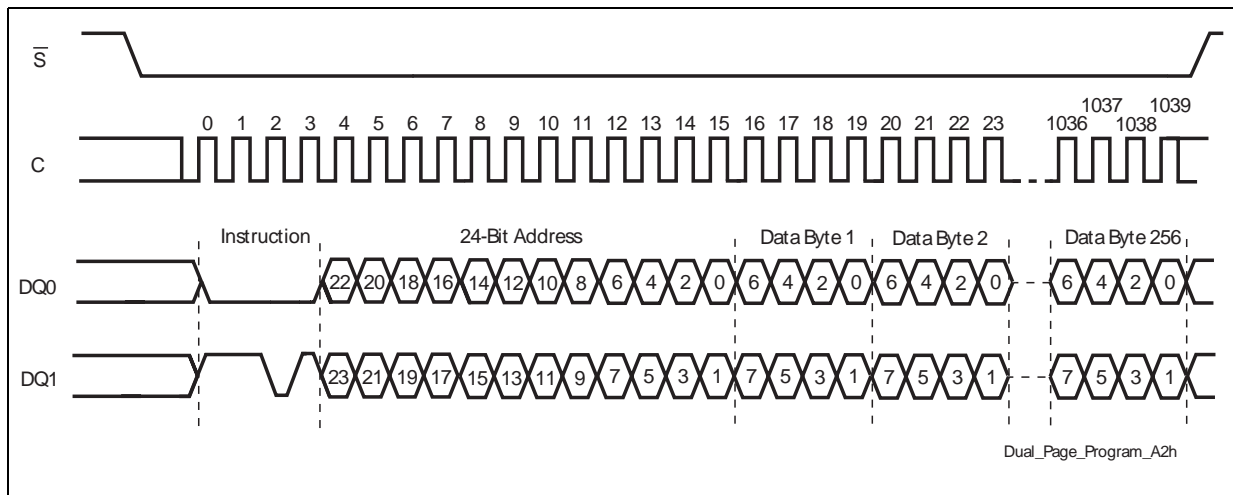 S
1037 1039
0 1 2 3 4 5 6 7 8 9 10 11 12 13 14 15 16 17 18 19 20 21 22 23 1036 1038
C
Instruction 24-Bit Address Data Byte 1 Data Byte 2 Data Byte 256
DQ0 22 20 18 16 14 12 10 8 6 4 2 0 6 4 2 0 6 4 2 0 6 4 2 0
DQ1 23 21 19 17 15 13 11 9 7 5 3 1 7 5 3 1 7 5 3 1 7 5 3 1
Dual_Page_Program_A2h